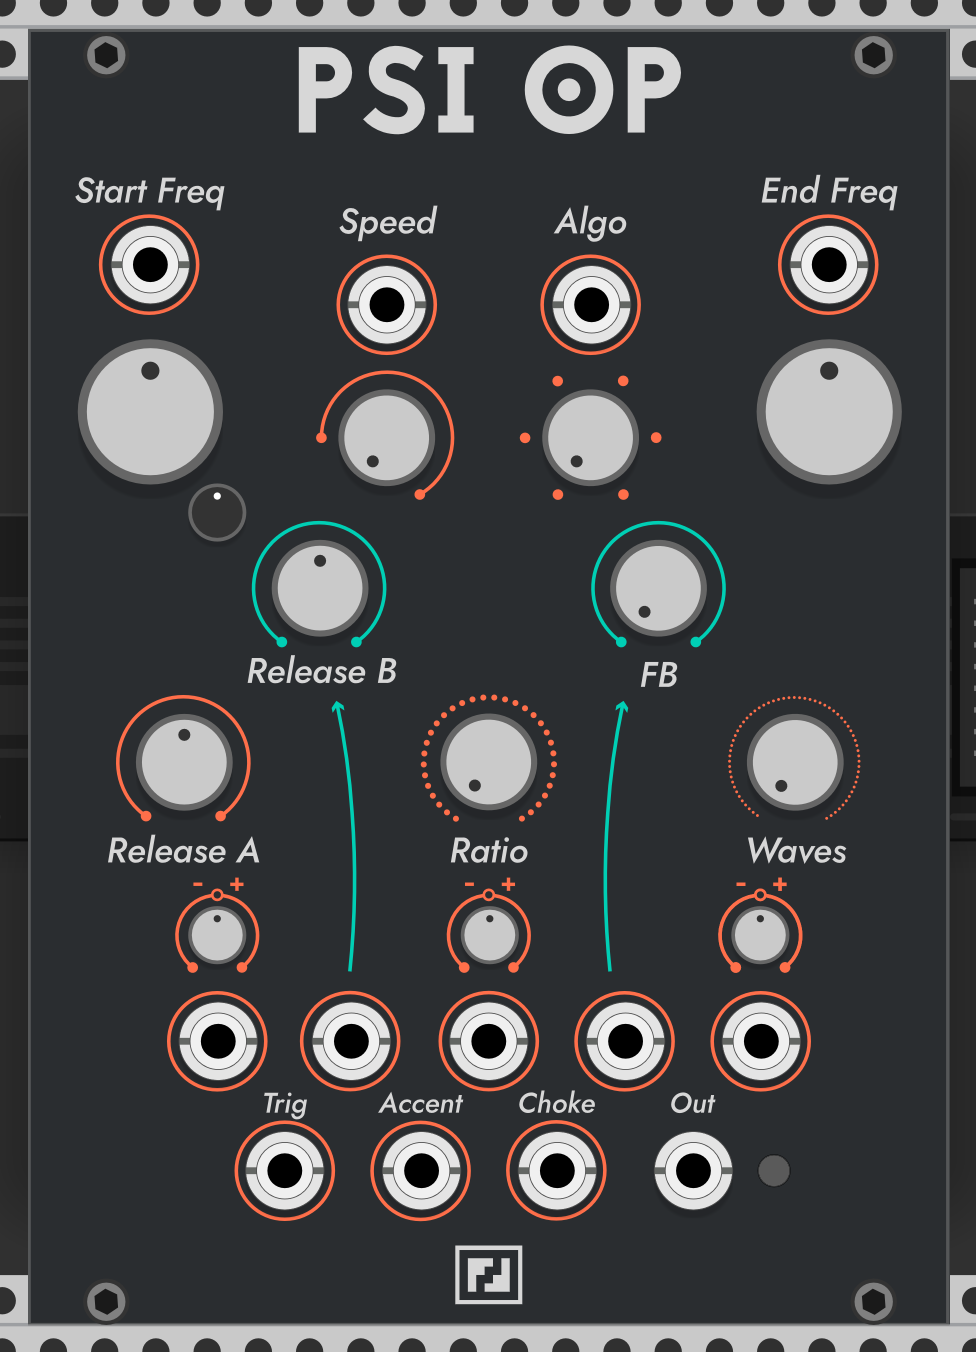 PSI OP
Start Freq
End Freq
Speed
Algo
Release B
FB
Release A
Ratio
Waves
- +
- +
- +
Trig
Accent
Choke
Out